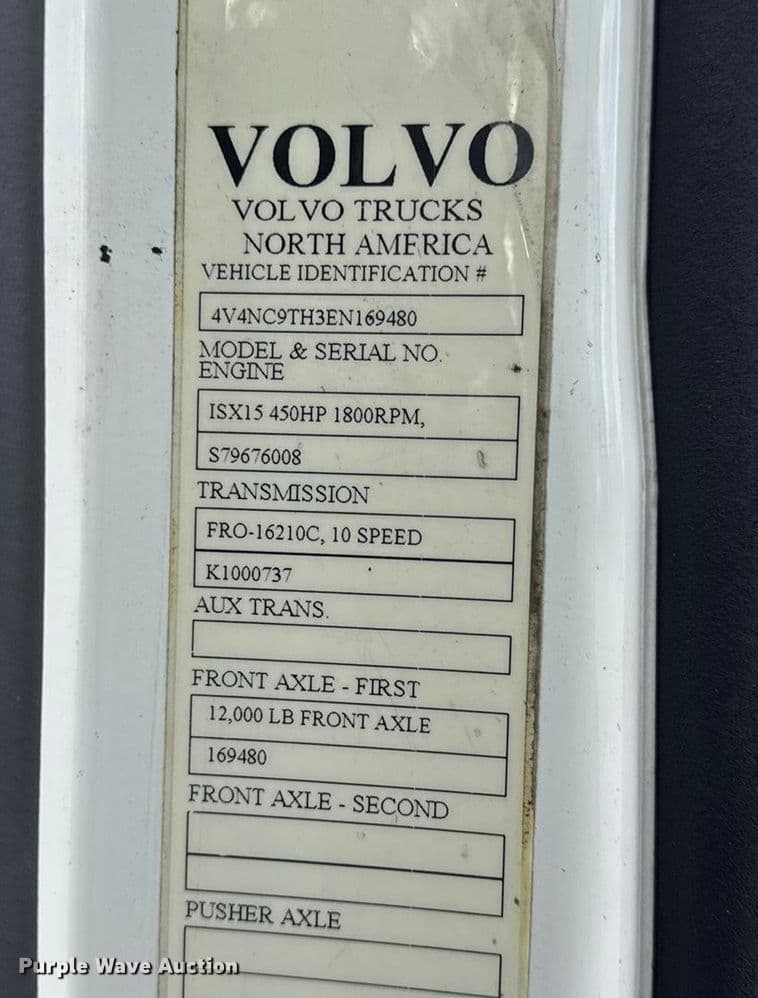 VOLVO
VOLVO TRUCKS
NORTH AMERICA
VEHICLE IDENTIFICATION #
4V4NC9TH3EN169480
MODEL & SERIAL NO.
ENGINE
ISX15 450HP 1800RPM,
S79676008
TRANSMISSION
FRO-16210C, 10 SPEED
K1000737
AUX TRANS.
FRONT AXLE - FIRST
12,000 LB FRONT AXLE
169480
FRONT AXLE - SECOND
PUSHER AXLE
Purple Wave Auction